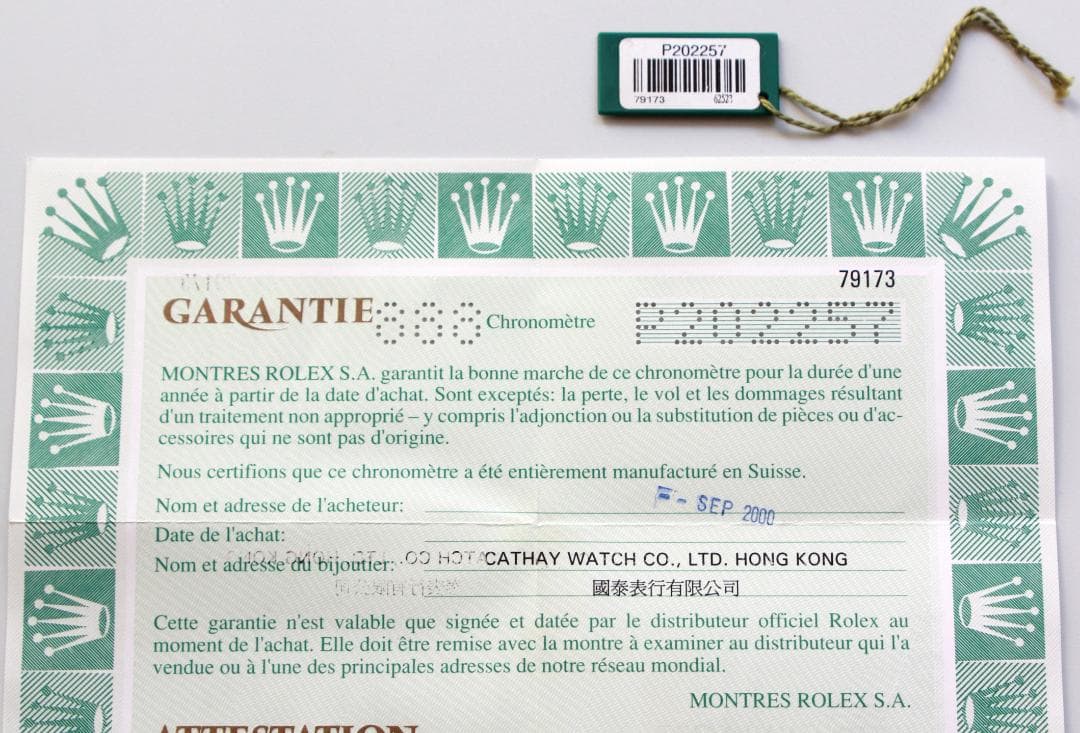 P202257
79173 62523
79173
GARANTIE 888 Chronomètre P202257
MONTRES ROLEX S.A. garantit la bonne marche de ce chronomètre pour la durée d'une
année à partir de la date d'achat. Sont exceptés: la perte, le vol et les dommages résultant
d'un traitement non approprié – y compris l'adjonction ou la substitution de pièces ou d'ac-
cessoires qui ne sont pas d'origine.
Nous certifions que ce chronomètre a été entièrement manufacturé en Suisse.
Nom et adresse de l'acheteur:
SEP 2000
Date de l'achat:
Nom et adresse du bijoutier: CATHAY WATCH CO., LTD. HONG KONG
國泰表行有限公司
Cette garantie n'est valable que signée et datée par le distributeur officiel Rolex au
moment de l'achat. Elle doit être remise avec la montre à examiner au distributeur qui l'a
vendue ou à l'une des principales adresses de notre réseau mondial.
MONTRES ROLEX S.A.
ATTESTATION